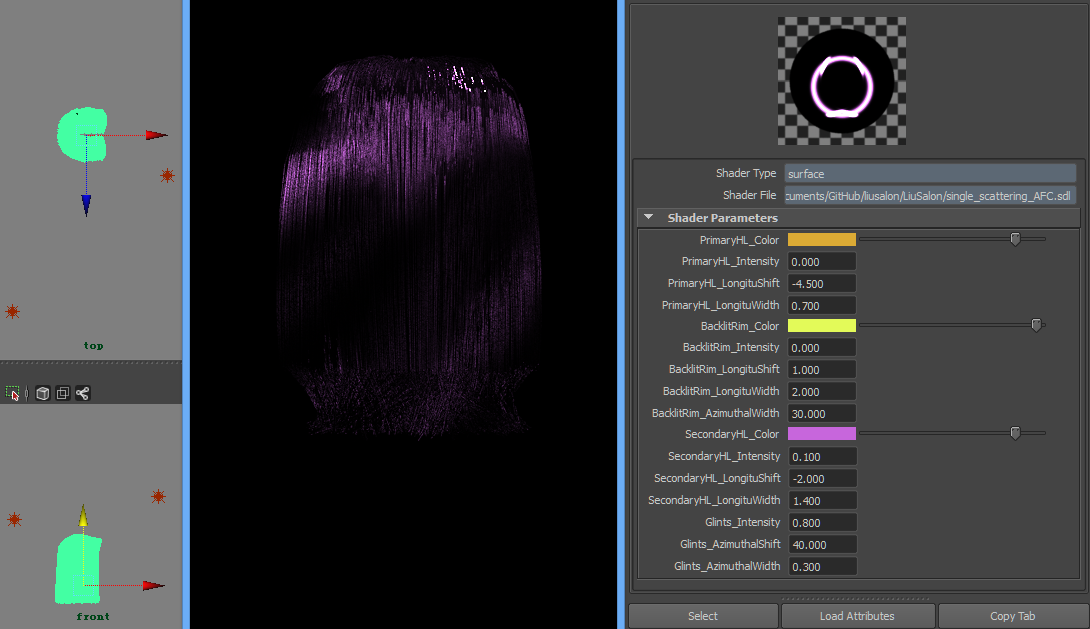 top
front
Shader Type surface
Shader File cuments/GitHub/liusalon/LiuSalon/single_scattering_AFC.sdl
Shader Parameters
PrimaryHL_Color
PrimaryHL_Intensity 0.000
PrimaryHL_LongituShift -4.500
PrimaryHL_LongituWidth 0.700
BacklitRim_Color
BacklitRim_Intensity 0.000
BacklitRim_LongituShift 1.000
BacklitRim_LongituWidth 2.000
BacklitRim_AzimuthalWidth 30.000
SecondaryHL_Color
SecondaryHL_Intensity 0.100
SecondaryHL_LongituShift -2.000
SecondaryHL_LongituWidth 1.400
Glints_Intensity 0.800
Glints_AzimuthalShift 40.000
Glints_AzimuthalWidth 0.300
Select Load Attributes Copy Tab